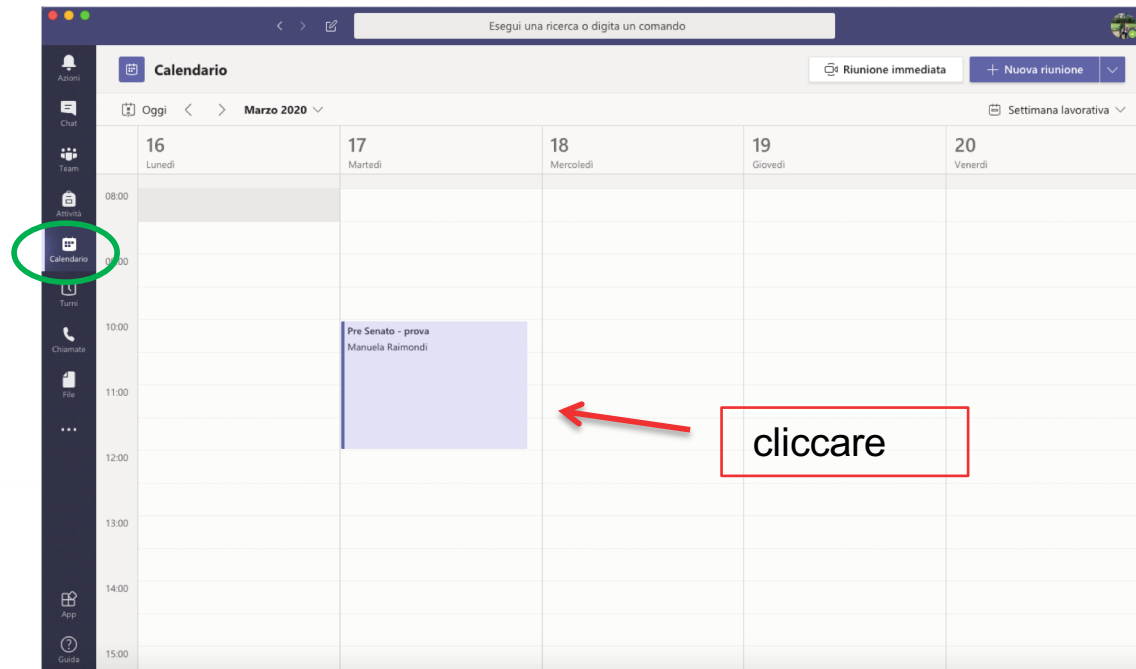 Esegui una ricerca o digita un comando
Azioni
Chat
Team
Attività
Calendario
Turni
Chiamate
File
App
Guida
Calendario
Riunione immediata
+ Nuova riunione
Oggi
Marzo 2020
Settimana lavorativa
16
Lunedì
17
Martedì
18
Mercoledì
19
Giovedì
20
Venerdì
08:00
09:00
10:00
11:00
12:00
13:00
14:00
15:00
Pre Senato - prova
Manuela Raimondi
cliccare